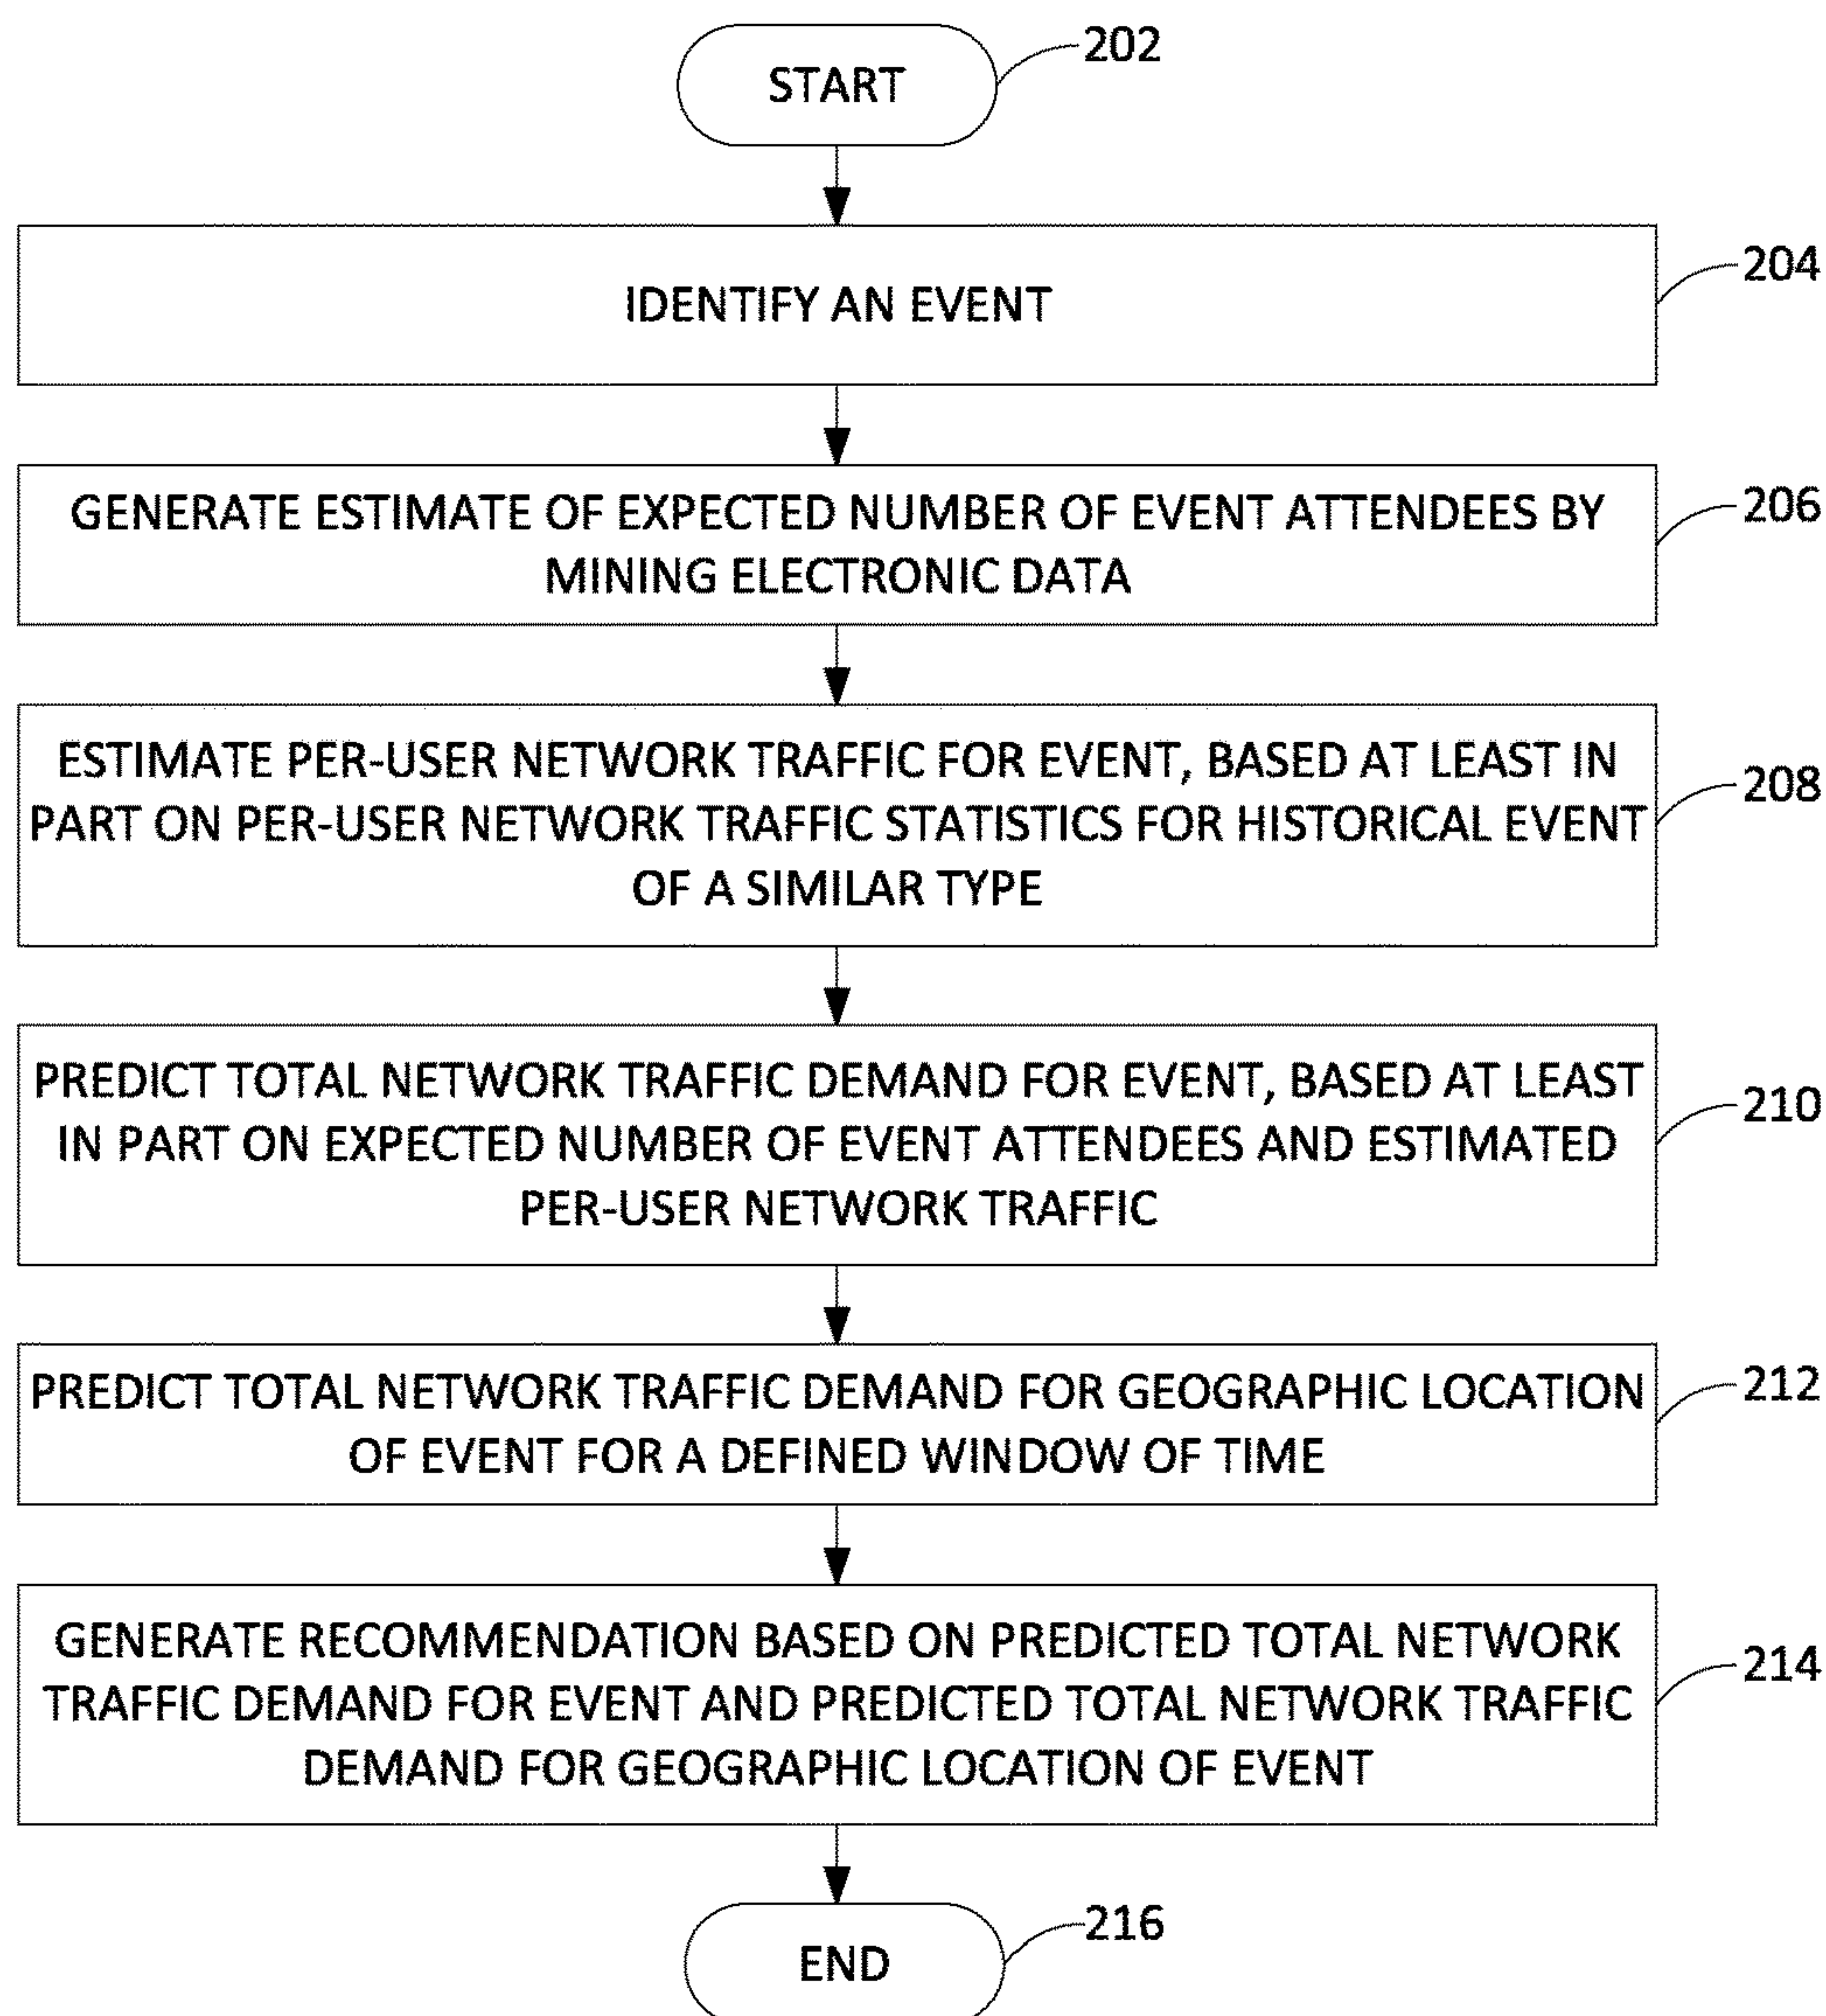 START
202
IDENTIFY AN EVENT
204
GENERATE ESTIMATE OF EXPECTED NUMBER OF EVENT ATTENDEES BY
MINING ELECTRONIC DATA
206
ESTIMATE PER-USER NETWORK TRAFFIC FOR EVENT, BASED AT LEAST IN
PART ON PER-USER NETWORK TRAFFIC STATISTICS FOR HISTORICAL EVENT
OF A SIMILAR TYPE
208
PREDICT TOTAL NETWORK TRAFFIC DEMAND FOR EVENT, BASED AT LEAST
IN PART ON EXPECTED NUMBER OF EVENT ATTENDEES AND ESTIMATED
PER-USER NETWORK TRAFFIC
210
PREDICT TOTAL NETWORK TRAFFIC DEMAND FOR GEOGRAPHIC LOCATION
OF EVENT FOR A DEFINED WINDOW OF TIME
212
GENERATE RECOMMENDATION BASED ON PREDICTED TOTAL NETWORK
TRAFFIC DEMAND FOR EVENT AND PREDICTED TOTAL NETWORK TRAFFIC
DEMAND FOR GEOGRAPHIC LOCATION OF EVENT
214
END
216